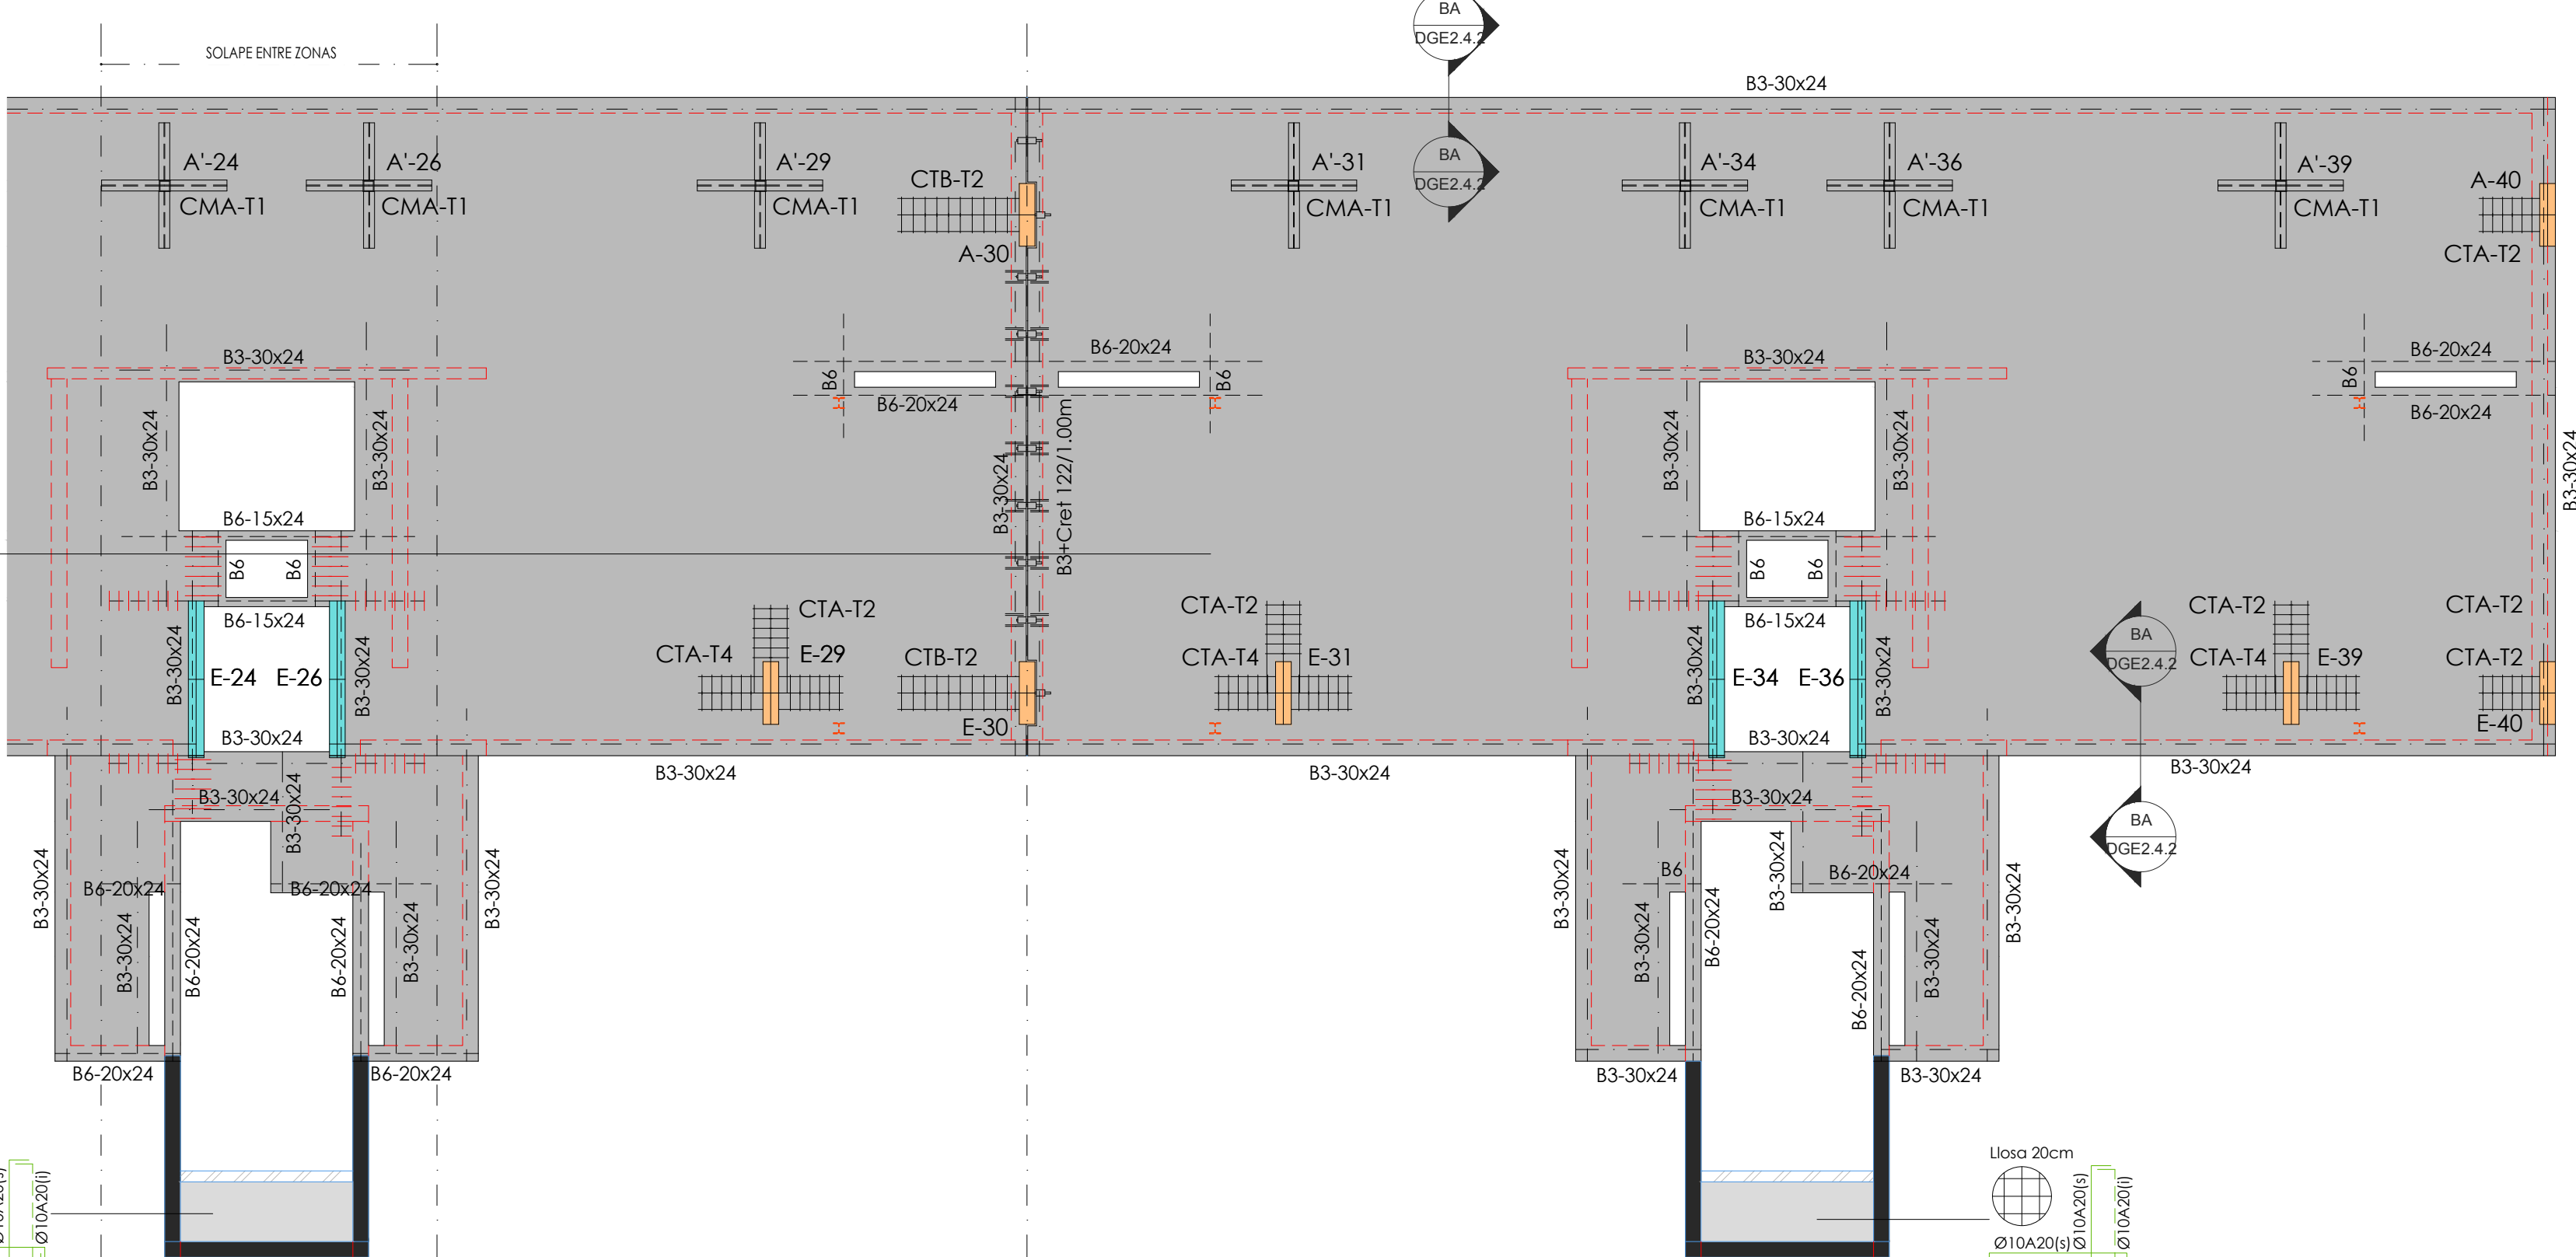 BA
DGE2.4.2
SOLAPE ENTRE ZONAS
B3-30x24
A'-24
CMA-T1
A'-26
CMA-T1
A'-29
CMA-T1
CTB-T2
A-30
A'-31
CMA-T1
BA
DGE2.4.2
A'-34
CMA-T1
A'-36
CMA-T1
A'-39
CMA-T1
A-40
CTA-T2
B3-30x24
B3-30x24
B3-30x24
B6-15x24
B6
B6
B6-15x24
B6
B6-20x24
B6-20x24
B6
B3-30x24
B3+Cret 122/1.00m
B3-30x24
B3-30x24
B3-30x24
B6-15x24
B6
B6
B6-15x24
B6-20x24
B6
B6-20x24
B3-30x24
B3-30x24
E-24
E-26
B3-30x24
B3-30x24
CTA-T2
CTA-T4
E-29
CTB-T2
E-30
CTA-T2
CTA-T4
E-31
B3-30x24
E-34
E-36
B3-30x24
B3-30x24
BA
DGE2.4.2
CTA-T2
CTA-T4
E-39
CTA-T2
CTA-T2
E-40
B3-30x24
B3-30x24
B3-30x24
BA
DGE2.4.2
B3-30x24
B3-30x24
B3-30x24
B6-20x24
B6-20x24
B3-30x24
B3-30x24
B6-20x24
B6-20x24
B3-30x24
B6-20x24
B6-20x24
B3-30x24
B3-30x24
B3-30x24
B6
B6-20x24
B3-30x24
B3-30x24
B6-20x24
B6-20x24
B3-30x24
B3-30x24
B3-30x24
Ø10A20(i)
Llosa 20cm
Ø10A20(s)
Ø10A20(s)
Ø10A20(i)